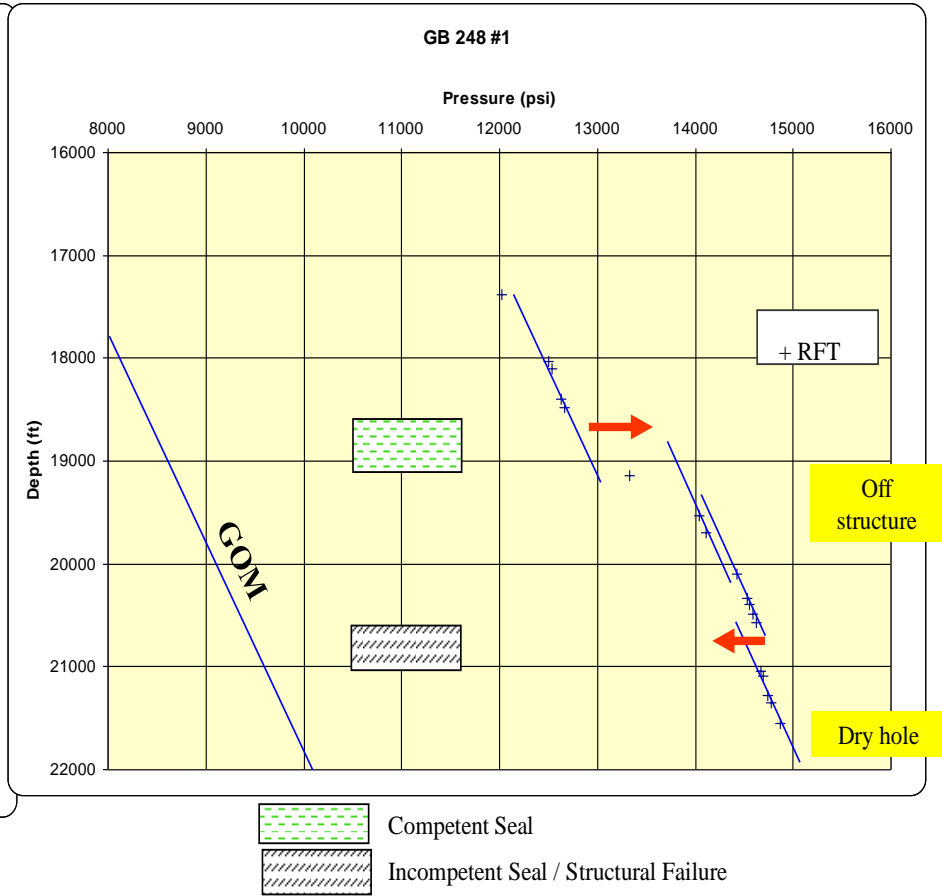 GB 248 #1
Pressure (psi)
8000 9000 10000 11000 12000 13000 14000 15000 16000
16000
17000
18000
19000
20000
21000
22000
Depth (ft)
+ RFT
GOM
Off
structure
Dry hole
Competent Seal
Incompetent Seal / Structural Failure